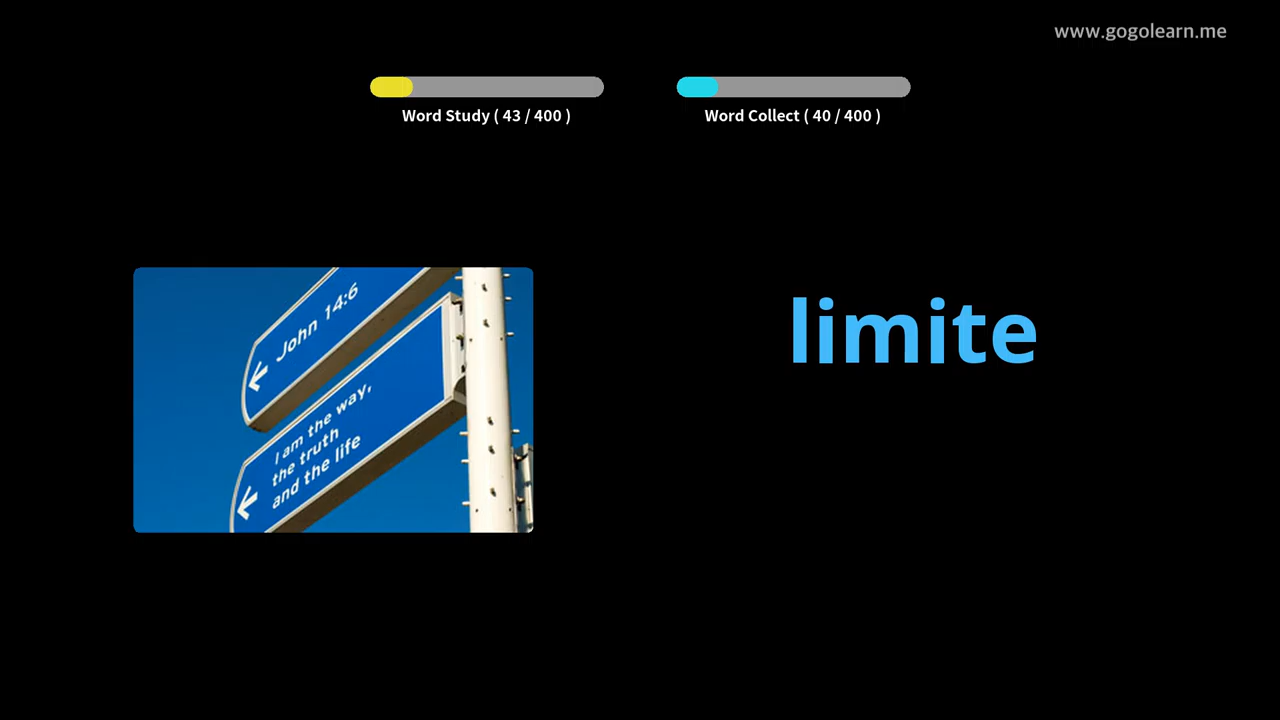 www.gogolearn.me
Word Study ( 43 / 400 )
Word Collect ( 40 / 400 )
John 14:6
I am the way,
the truth
and the life
limite